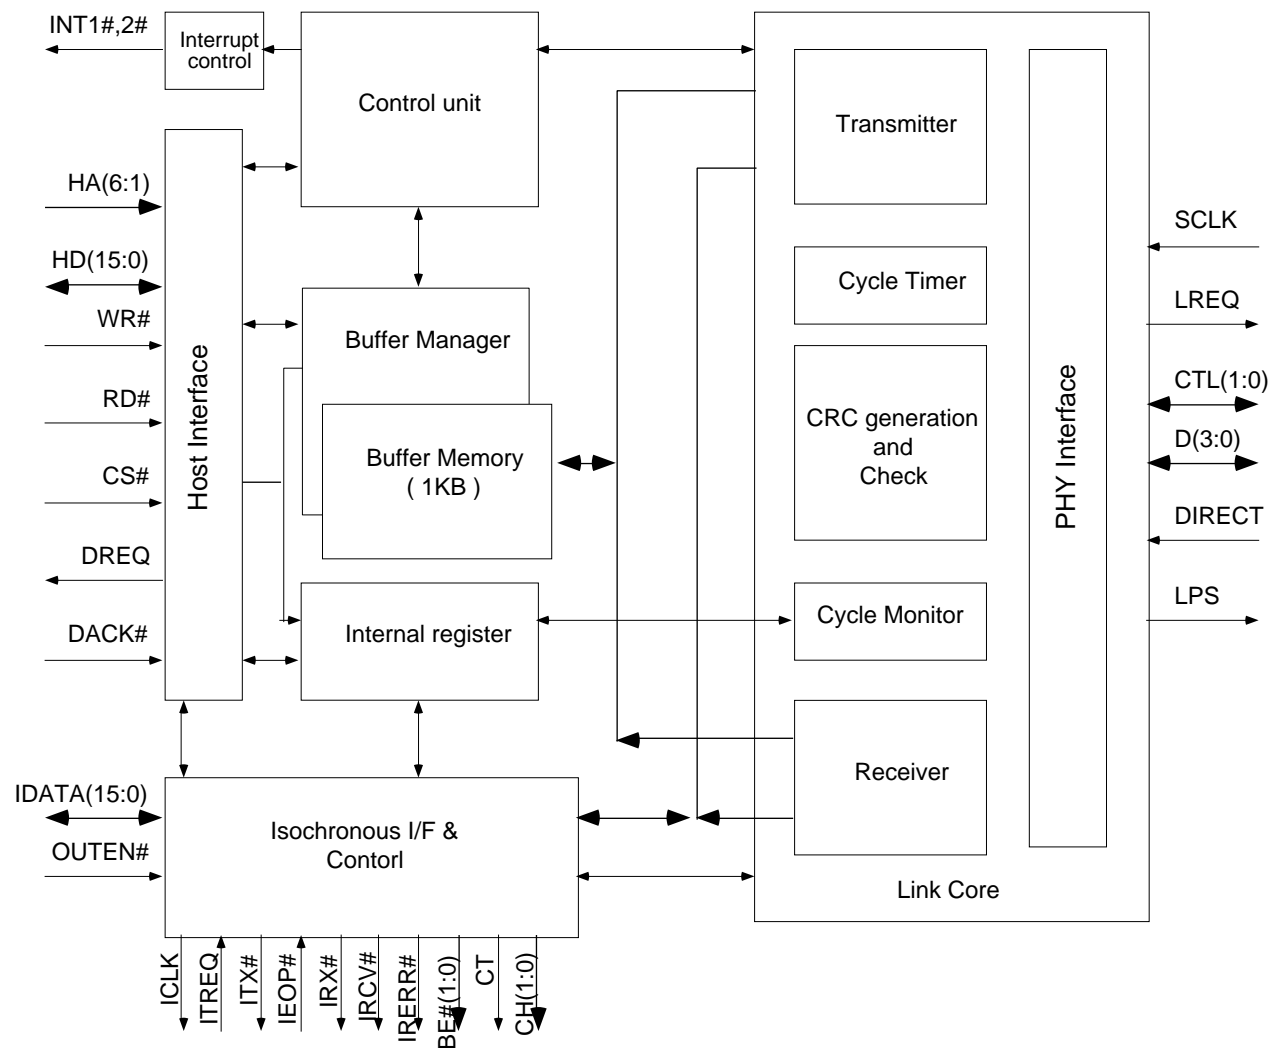 INT1#,2#
Interrupt
control
Control unit
Transmitter
HA(6:1)
SCLK
HD(15:0)
Cycle Timer
LREQ
WR#
Buffer Manager
Host Interface
PHY Interface
RD#
CTL(1:0)
CRC generation
and
Check
D(3:0)
Buffer Memory
( 1KB )
CS#
DIRECT
DREQ
LPS
DACK#
Internal register
Cycle Monitor
Receiver
IDATA(15:0)
Isochronous I/F &
Contorl
OUTEN#
Link Core
ICLK
ITREQ
ITX#
IEOP#
IRX#
IRCV#
IRERR#
BE#(1:0)
CT
CH(1:0)